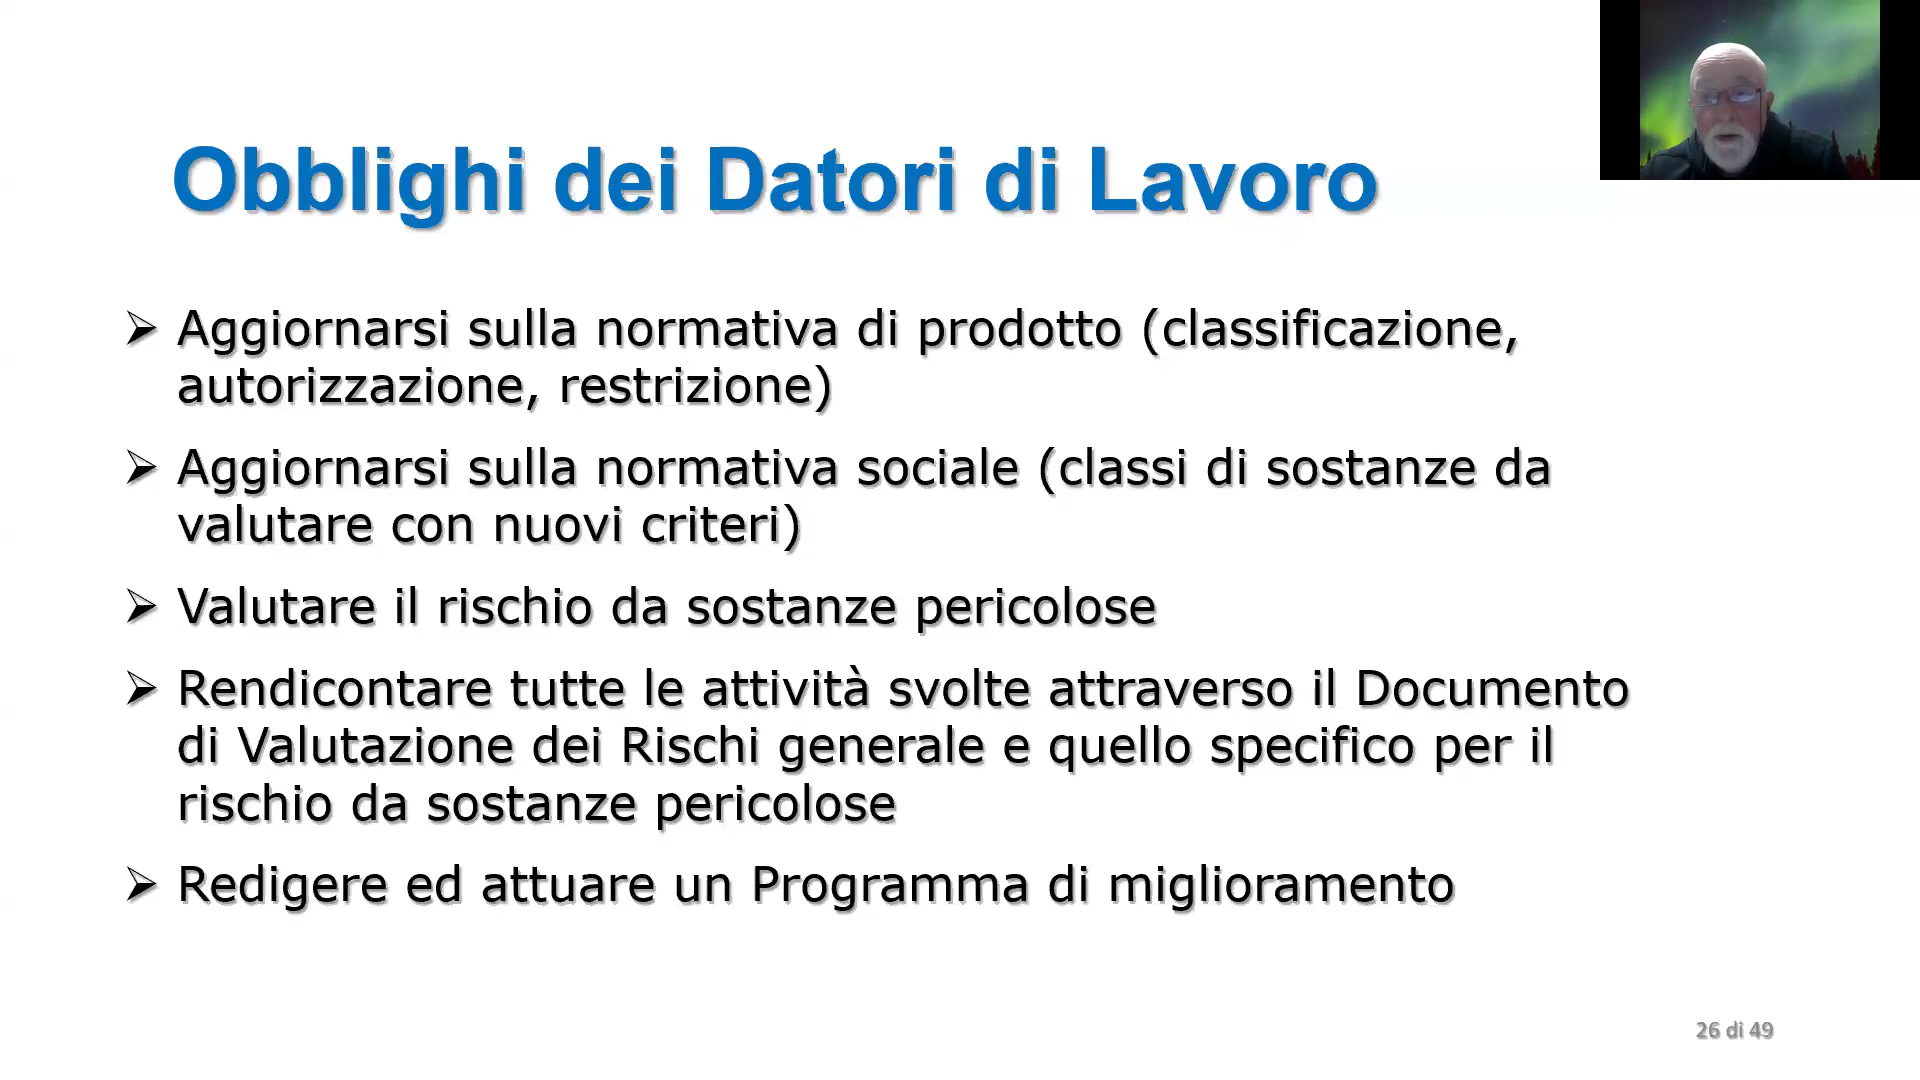 Obblighi dei Datori di Lavoro
➢ Aggiornarsi sulla normativa di prodotto (classificazione,
autorizzazione, restrizione)
➢ Aggiornarsi sulla normativa sociale (classi di sostanze da
valutare con nuovi criteri)
➢ Valutare il rischio da sostanze pericolose
➢ Rendicontare tutte le attività svolte attraverso il Documento
di Valutazione dei Rischi generale e quello specifico per il
rischio da sostanze pericolose
➢ Redigere ed attuare un Programma di miglioramento
26 di 49